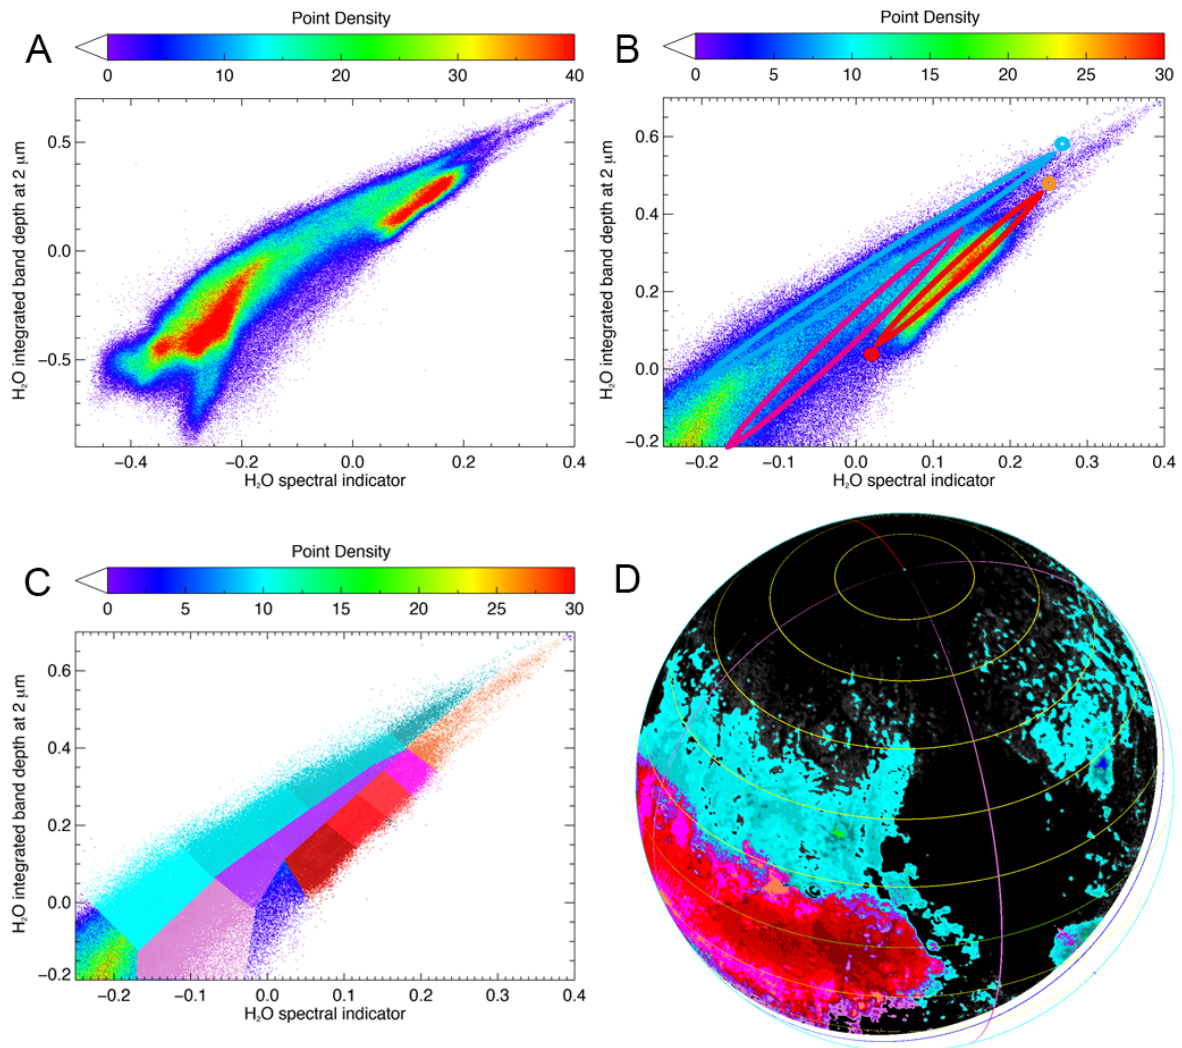 A
Point Density
0 10 20 30 40
H₂O integrated band depth at 2 μm
0.5
0.0
−0.5
−0.4 −0.2 0.0 0.2 0.4
H₂O spectral indicator
B
Point Density
0 5 10 15 20 25 30
H₂O integrated band depth at 2 μm
0.6
0.4
0.2
0.0
−0.2
−0.2 −0.1 0.0 0.1 0.2 0.3 0.4
H₂O spectral indicator
C
Point Density
0 5 10 15 20 25 30
H₂O integrated band depth at 2 μm
0.6
0.4
0.2
0.0
−0.2
−0.2 −0.1 0.0 0.1 0.2 0.3 0.4
H₂O spectral indicator
D